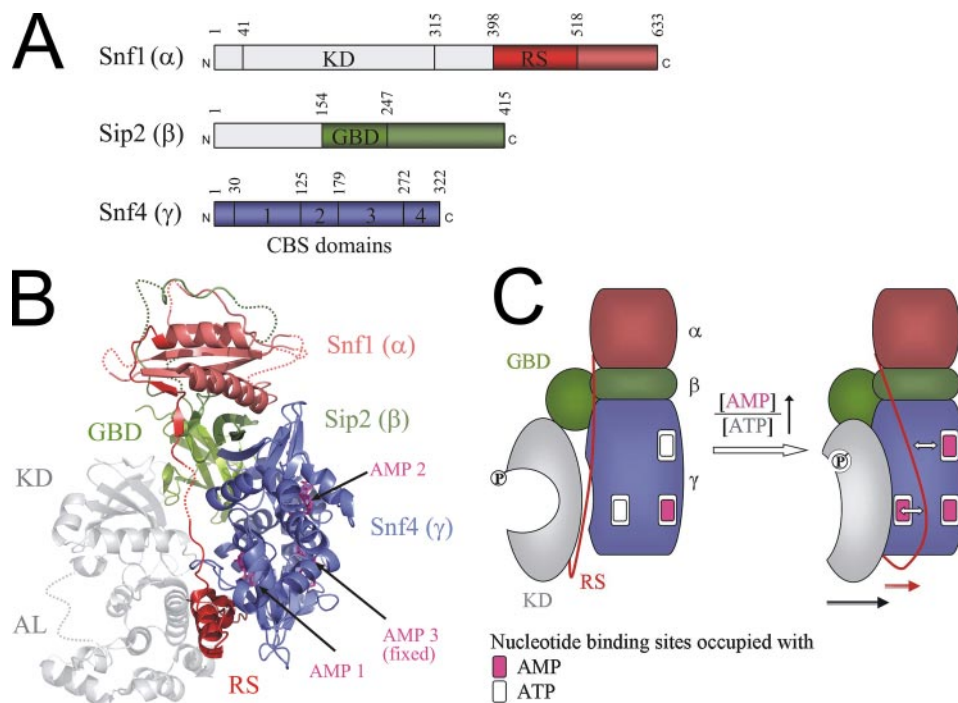 A
1 41 315 398 518 633
Snf1 (α) N KD RS C
1 154 247 415
Sip2 (β) N GBD C
1 30 125 179 272 322
Snf4 (γ) N 1 2 3 4 C
CBS domains
B
Snf1 (α)
Sip2 (β)
GBD
KD
AMP 2
Snf4 (γ)
AL
AMP 3
(fixed)
AMP 1
RS
C
α
GBD
β
[AMP]
[ATP]
P
P
γ
RS
KD
Nucleotide binding sites occupied with
AMP
ATP